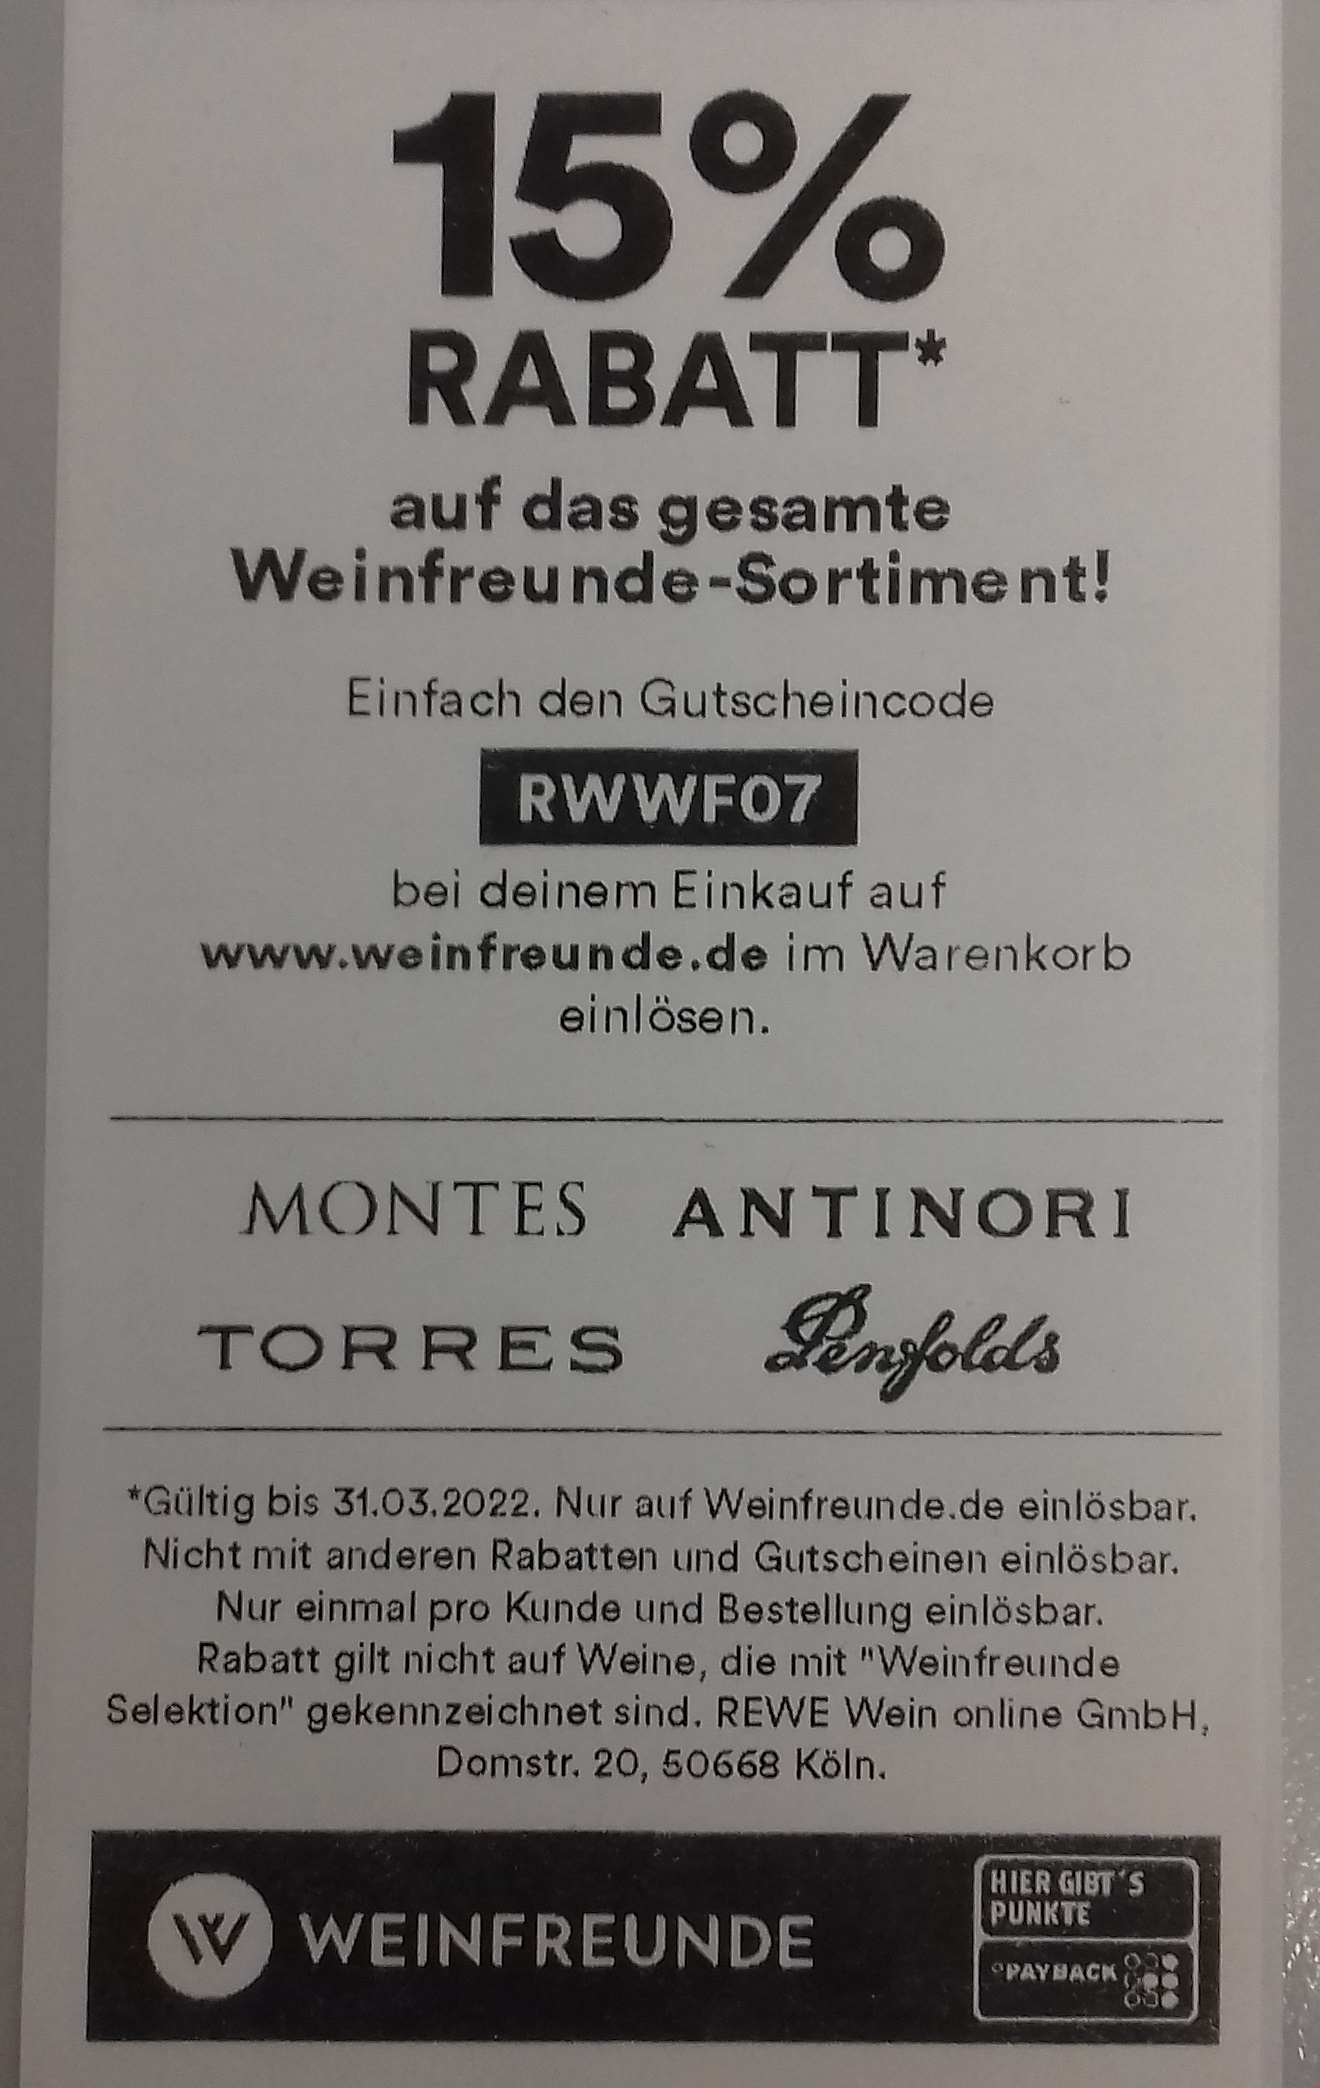 15%
RABATT*
auf das gesamte
Weinfreunde-Sortiment!
Einfach den Gutscheincode
RWWF07
bei deinem Einkauf auf
www.weinfreunde.de im Warenkorb
einlösen.
MONTES ANTINORI
TORRES Penfolds
*Gültig bis 31.03.2022. Nur auf Weinfreunde.de einlösbar.
Nicht mit anderen Rabatten und Gutscheinen einlösbar.
Nur einmal pro Kunde und Bestellung einlösbar.
Rabatt gilt nicht auf Weine, die mit "Weinfreunde
Selektion" gekennzeichnet sind. REWE Wein online GmbH,
Domstr. 20, 50668 Köln.
HIER GIBT´S
PUNKTE
W WEINFREUNDE
°PAYBACK